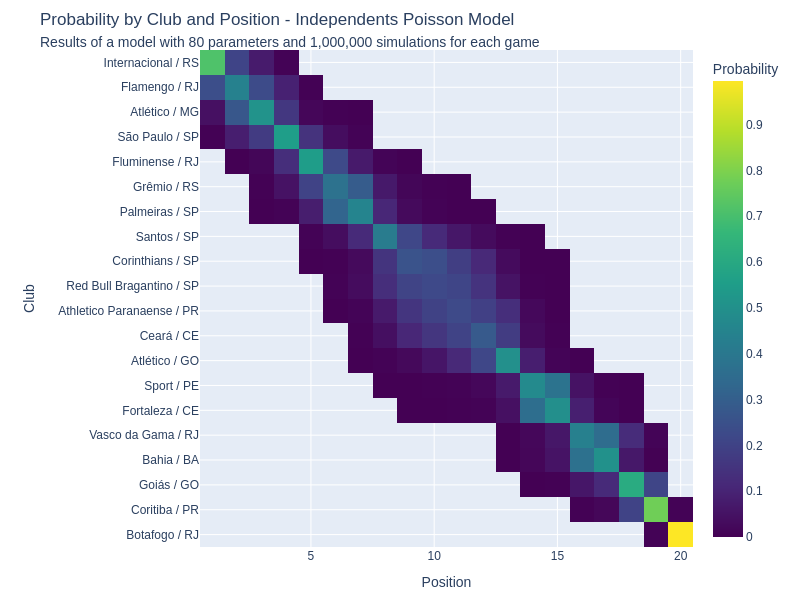 Probability by Club and Position - Independents Poisson Model
Results of a model with 80 parameters and 1,000,000 simulations for each game
Probability
Club
Internacional / RS
Flamengo / RJ
Atlético / MG
São Paulo / SP
Fluminense / RJ
Grêmio / RS
Palmeiras / SP
Santos / SP
Corinthians / SP
Red Bull Bragantino / SP
Athletico Paranaense / PR
Ceará / CE
Atlético / GO
Sport / PE
Fortaleza / CE
Vasco da Gama / RJ
Bahia / BA
Goiás / GO
Coritiba / PR
Botafogo / RJ
0.9
0.8
0.7
0.6
0.5
0.4
0.3
0.2
0.1
0
5 10 15 20
Position